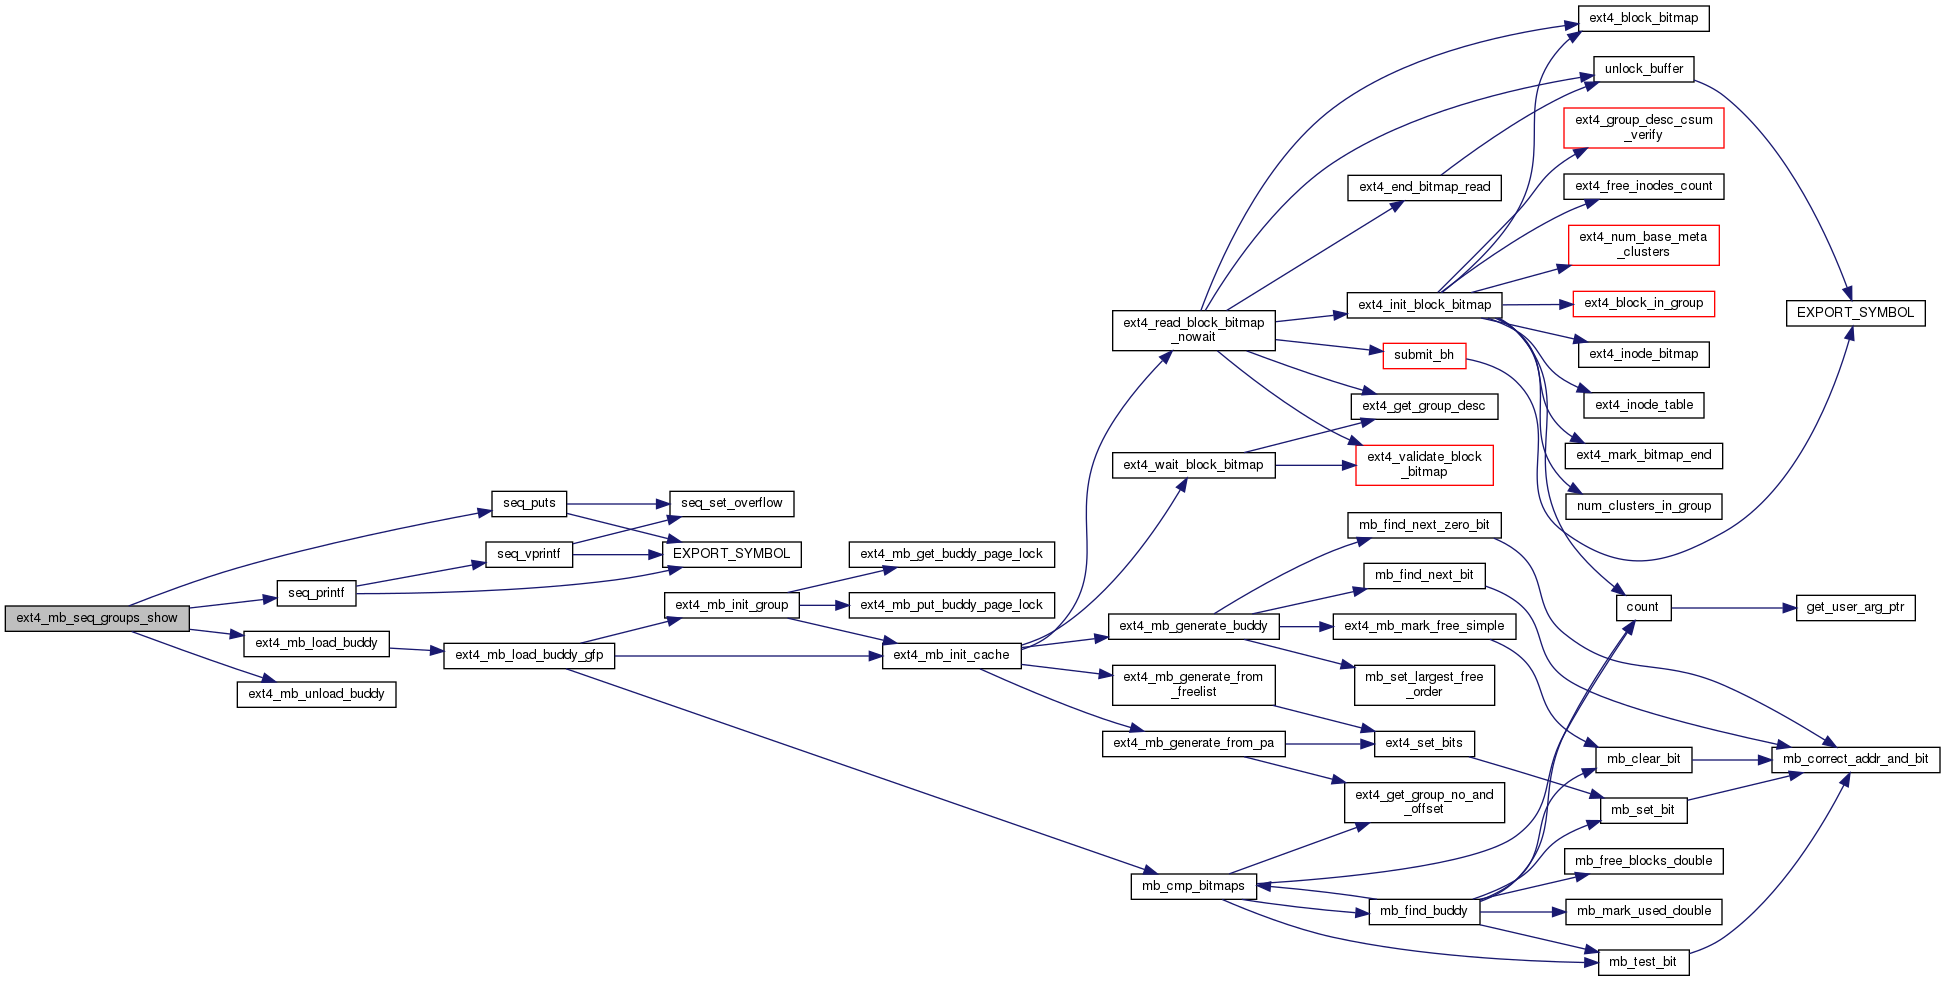 ext4_block_bitmap
unlock_buffer
ext4_group_desc_csum
_verify
ext4_end_bitmap_read
ext4_free_inodes_count
ext4_num_base_meta
_clusters
ext4_init_block_bitmap
ext4_block_in_group
EXPORT_SYMBOL
ext4_read_block_bitmap
_nowait
submit_bh
ext4_inode_bitmap
ext4_get_group_desc
ext4_inode_table
ext4_wait_block_bitmap
ext4_validate_block
_bitmap
ext4_mark_bitmap_end
seq_puts
seq_set_overflow
num_clusters_in_group
mb_find_next_zero_bit
seq_vprintf
EXPORT_SYMBOL
ext4_mb_get_buddy_page_lock
mb_find_next_bit
seq_printf
ext4_mb_init_group
ext4_mb_put_buddy_page_lock
count
get_user_arg_ptr
ext4_mb_seq_groups_show
ext4_mb_generate_buddy
ext4_mb_mark_free_simple
ext4_mb_load_buddy
ext4_mb_load_buddy_gfp
ext4_mb_init_cache
ext4_mb_unload_buddy
ext4_mb_generate_from
_freelist
mb_set_largest_free
_order
ext4_mb_generate_from_pa
ext4_set_bits
mb_clear_bit
mb_correct_addr_and_bit
ext4_get_group_no_and
_offset
mb_set_bit
mb_free_blocks_double
mb_cmp_bitmaps
mb_find_buddy
mb_mark_used_double
mb_test_bit